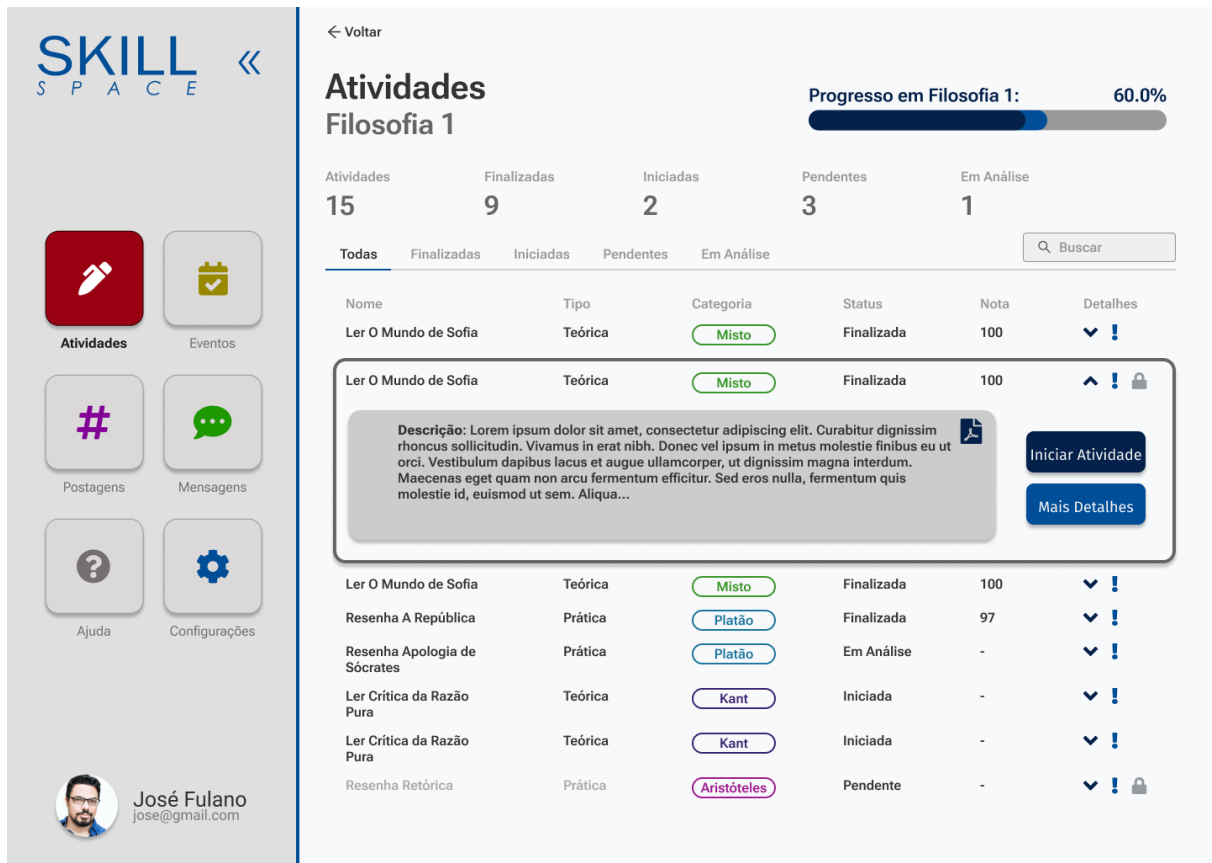 ← Voltar
SKILL
SPACE
«
Atividades
Filosofia 1
Progresso em Filosofia 1: 60.0%
Atividades Finalizadas Iniciadas Pendentes Em Análise
15 9 2 3 1
Todas Finalizadas Iniciadas Pendentes Em Análise Buscar
Nome Tipo Categoria Status Nota Detalhes
Ler O Mundo de Sofia Teórica Misto Finalizada 100 !
Ler O Mundo de Sofia Teórica Misto Finalizada 100 !
Descrição: Lorem ipsum dolor sit amet, consectetur adipiscing elit. Curabitur dignissim
rhoncus sollicitudin. Vivamus in erat nibh. Donec vel ipsum in metus molestie finibus eu ut
orci. Vestibulum dapibus lacus et augue ullamcorper, ut dignissim magna interdum.
Maecenas eget quam non arcu fermentum efficitur. Sed eros nulla, fermentum quis
molestie id, euismod ut sem. Aliqua...
Iniciar Atividade
Mais Detalhes
Ler O Mundo de Sofia Teórica Misto Finalizada 100 !
Resenha A República Prática Platão Finalizada 97 !
Resenha Apologia de Prática Platão Em Análise - !
Sócrates
Ler Crítica da Razão Teórica Kant Iniciada - !
Pura
Ler Crítica da Razão Teórica Kant Iniciada - !
Pura
Resenha Retórica Prática Aristóteles Pendente - !
Atividades Eventos
#
Postagens Mensagens
?
Ajuda Configurações
José Fulano
jose@gmail.com